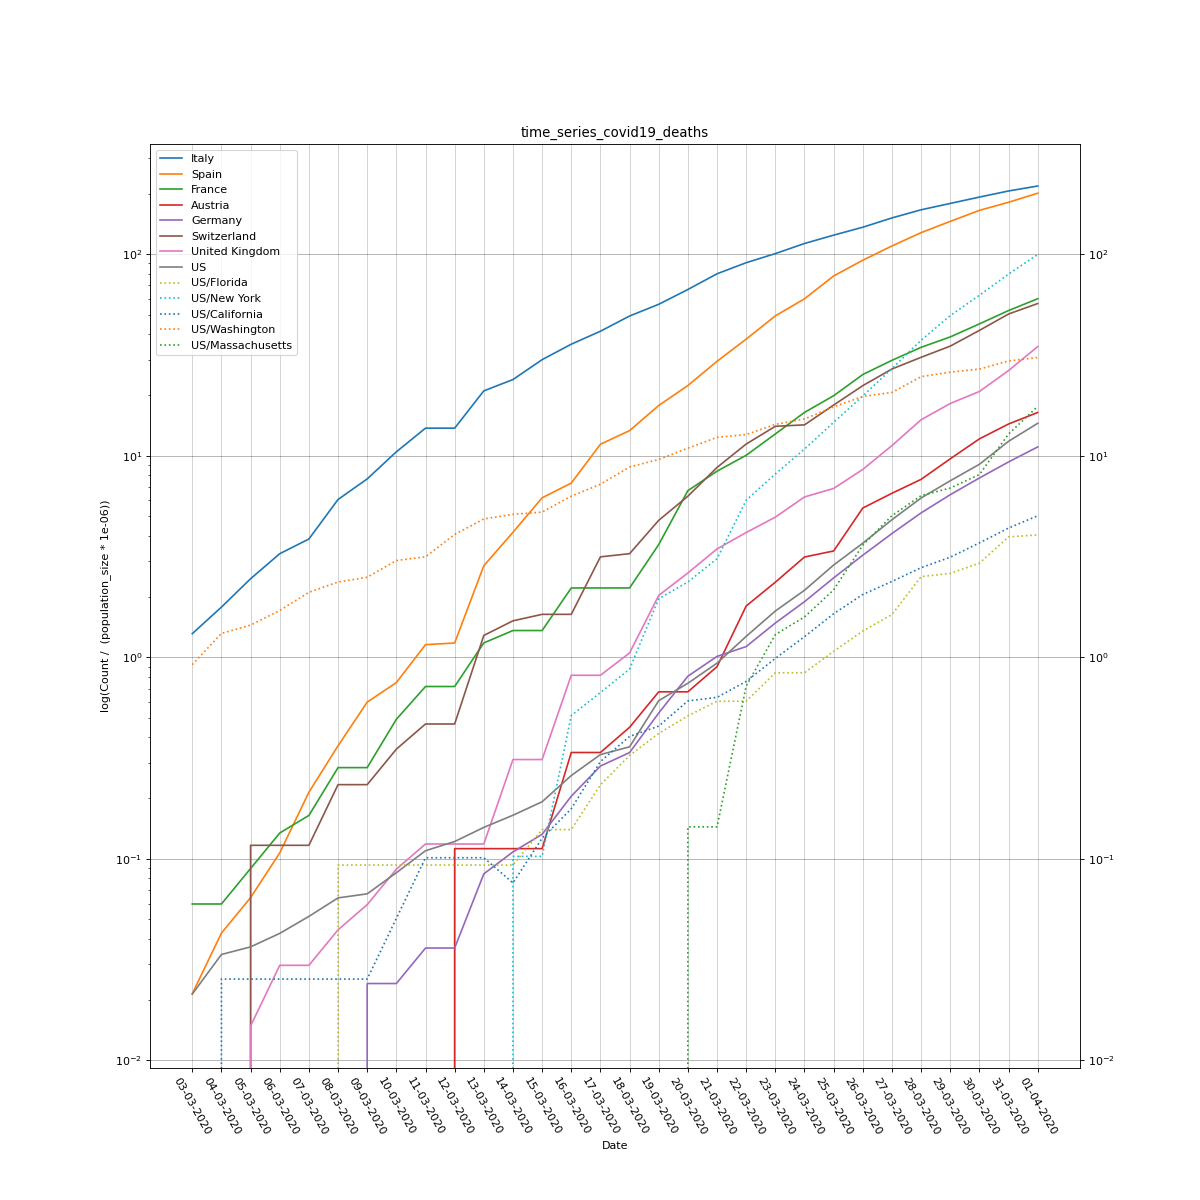 time_series_covid19_deaths
Italy
Spain
France
Austria
Germany
Switzerland
United Kingdom
US
US/Florida
US/New York
US/California
US/Washington
US/Massachusetts
10²
10¹
10⁰
10⁻¹
10⁻²
10²
10¹
10⁰
10⁻¹
10⁻²
log(Count / (population_size * 1e-06))
03-03-2020
04-03-2020
05-03-2020
06-03-2020
07-03-2020
08-03-2020
09-03-2020
10-03-2020
11-03-2020
12-03-2020
13-03-2020
14-03-2020
15-03-2020
16-03-2020
17-03-2020
18-03-2020
19-03-2020
20-03-2020
21-03-2020
22-03-2020
23-03-2020
24-03-2020
25-03-2020
26-03-2020
27-03-2020
28-03-2020
29-03-2020
30-03-2020
31-03-2020
01-04-2020
Date